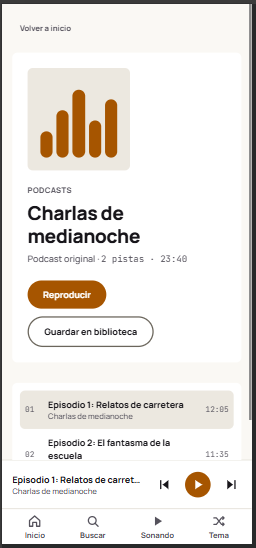 Volver a inicio
PODCASTS
Charlas de
medianoche
Podcast original · 2 pistas · 23:40
Reproducir
Guardar en biblioteca
01 Episodio 1: Relatos de carretera 12:05
Charlas de medianoche
Episodio 2: El fantasma de la
02 escuela 11:35
Episodio 1: Relatos de carret...
Charlas de medianoche
Inicio Buscar Sonando Tema